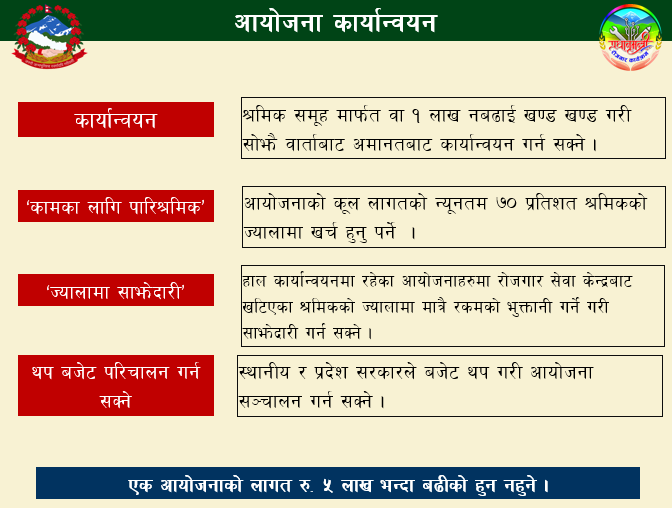 आयोजना कार्यान्वयन
कार्यान्वयन
श्रमिक समूह मार्फत वा १ लाख नबढाई खण्ड खण्ड गरी
सोझै वार्ताबाट अमानतबाट कार्यान्वयन गर्न सक्ने ।
‘कामका लागि पारिश्रमिक’
आयोजनाको कूल लागतको न्यूनतम ७० प्रतिशत श्रमिकको
ज्यालामा खर्च हुनु पर्ने ।
‘ज्यालामा साझेदारी’
हाल कार्यान्वयनमा रहेका आयोजनाहरुमा रोजगार सेवा केन्द्रबाट
खटिएका श्रमिकको ज्यालामा मात्रै रकमको भुक्तानी गर्ने गरी
साझेदारी गर्न सक्ने ।
थप बजेट परिचालन गर्न
सक्ने
स्थानीय र प्रदेश सरकारले बजेट थप गरी आयोजना
सञ्चालन गर्न सक्ने ।
एक आयोजनाको लागत रु. ५ लाख भन्दा बढीको हुन नहुने ।